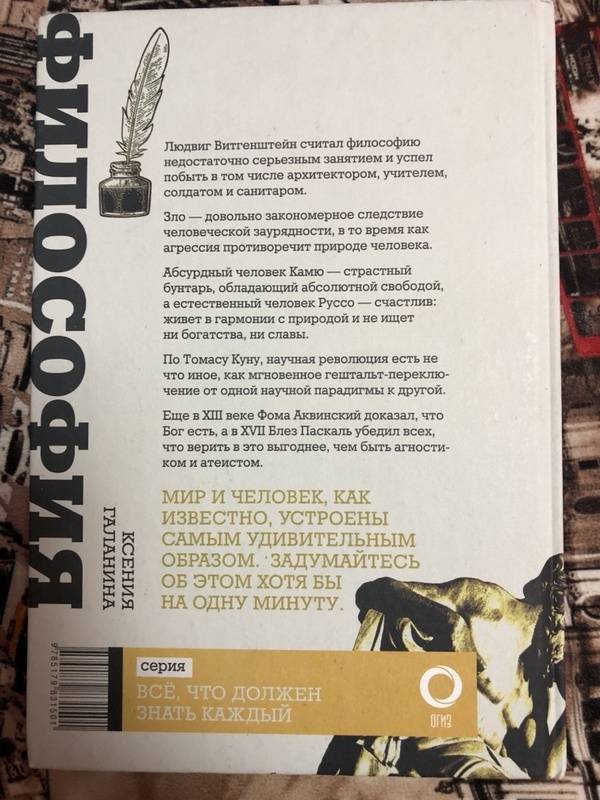 ФИЛОСОФИЯ
КСЕНИЯ
ГАЛАНИНА
Людвиг Витгенштейн считал философию
недостаточно серьезным занятием и успел
побыть в том числе архитектором, учителем,
солдатом и санитаром.
Зло — довольно закономерное следствие
человеческой заурядности, в то время как
агрессия противоречит природе человека.
Абсурдный человек Камю — страстный
бунтарь, обладающий абсолютной свободой,
а естественный человек Руссо — счастлив:
живет в гармонии с природой и не ищет
ни богатства, ни славы.
По Томасу Куну, научная революция есть не
что иное, как мгновенное гештальт-переклю-
чение от одной научной парадигмы к другой.
Еще в XIII веке Фома Аквинский доказал, что
Бог есть, а в XVII Блез Паскаль убедил всех,
что верить в это выгоднее, чем быть агности-
ком и атеистом.
МИР И ЧЕЛОВЕК, КАК
ИЗВЕСТНО, УСТРОЕНЫ
САМЫМ УДИВИТЕЛЬНЫМ
ОБРАЗОМ. ЗАДУМАЙТЕСЬ
ОБ ЭТОМ ХОТЯ БЫ
НА ОДНУ МИНУТУ.
серия
ВСЁ, ЧТО ДОЛЖЕН
ЗНАТЬ КАЖДЫЙ
ОГИЗ
9785179831501